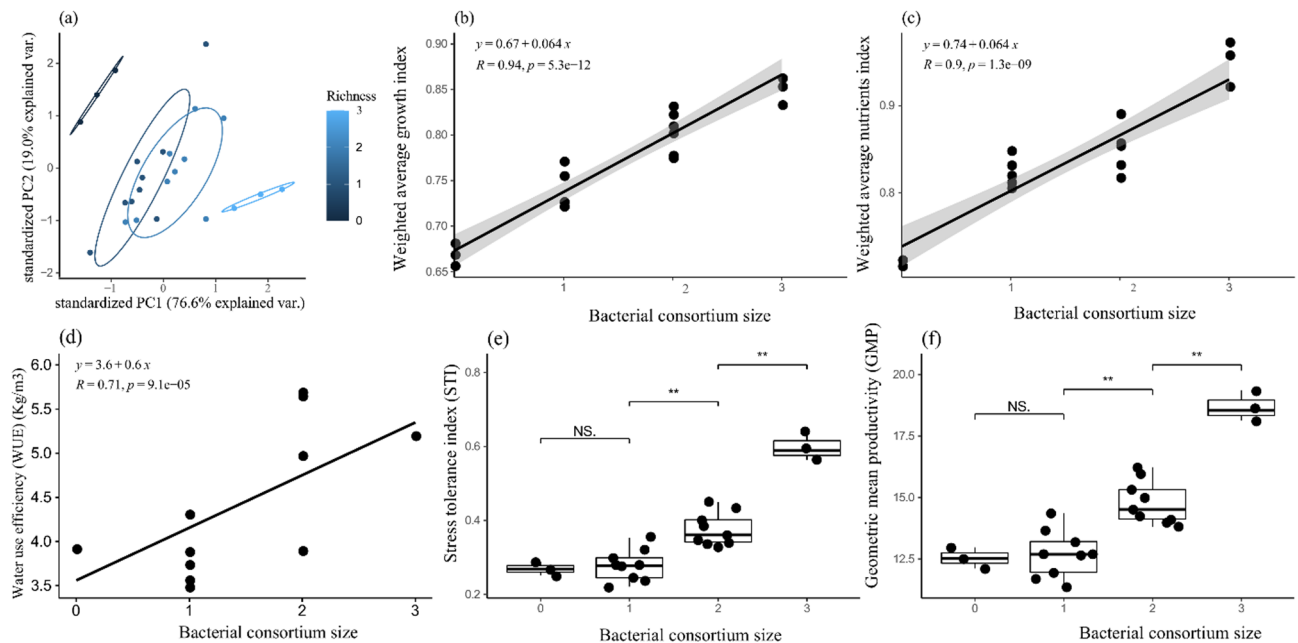 (a)
standardized PC2 (19.0% explained var.)
2
1
0
−1
−2
−1
0
1
2
standardized PC1 (76.6% explained var.)
Richness
3
2
1
0
(b)
y = 0.67 + 0.064 x
R = 0.94, p = 5.3e−12
Weighted average growth index
0.90
0.85
0.80
0.75
0.70
0.65
1
2
3
Bacterial consortium size
(c)
y = 0.74 + 0.064 x
R = 0.9, p = 1.3e−09
Weighted average nutrients index
0.9
0.8
1
2
3
Bacterial consortium size
(d)
y = 3.6 + 0.6 x
R = 0.71, p = 9.1e−05
Water use efficiency (WUE) (Kg/m3)
6.0
5.5
5.0
4.5
4.0
3.5
0
1
2
3
Bacterial consortium size
(e)
Stress tolerance index (STI)
0.8
0.6
0.4
0.2
NS.
**
**
0
1
2
3
Bacterial consortium size
(f)
Geometric mean productivity (GMP)
20.0
17.5
15.0
12.5
NS.
**
**
0
1
2
3
Bacterial consortium size